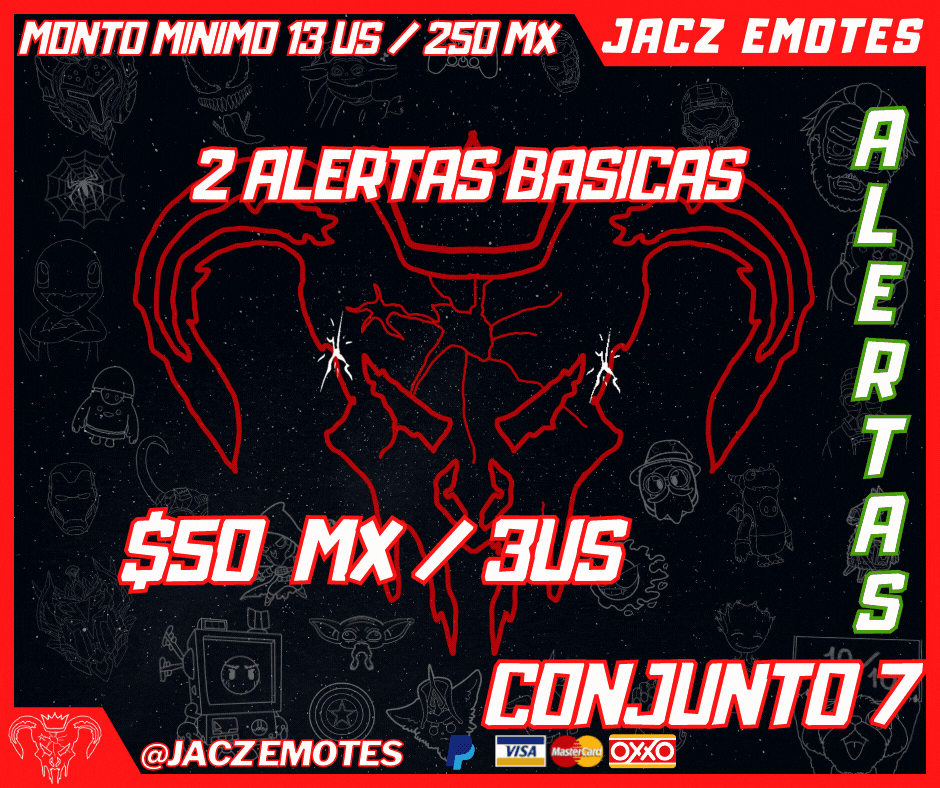 MONTO MINIMO 13 US / 250 MX
JACZ EMOTES
2 ALERTAS BASICAS
ALERTAS
$50 MX / 3US
CONJUNTO 7
@JACZEMOTES
VISA
MasterCard
OXXO